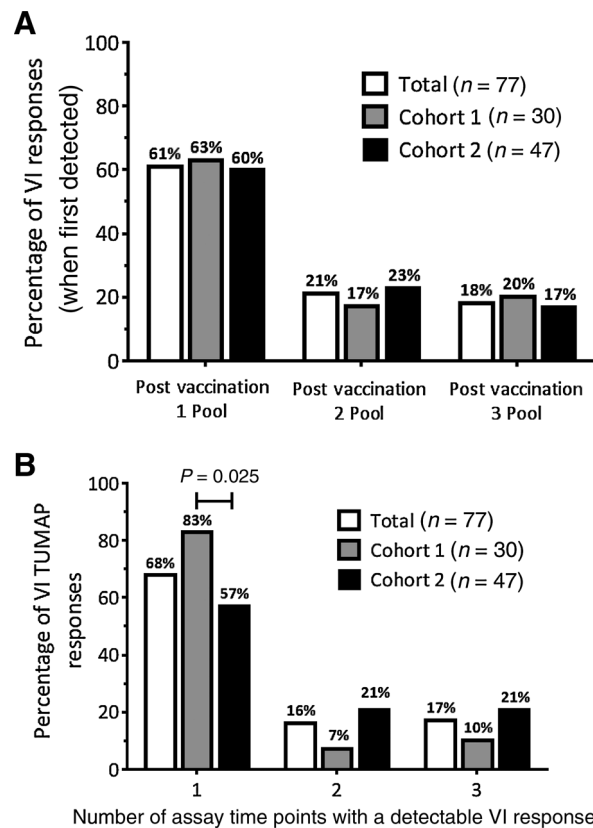 A
Percentage of VI responses
(when first detected)
100
80
60
40
20
0
Total (n = 77)
Cohort 1 (n = 30)
Cohort 2 (n = 47)
61%
63%
60%
21%
17%
23%
18%
20%
17%
Post vaccination
1 Pool
Post vaccination
2 Pool
Post vaccination
3 Pool
B
Percentage of VI TUMAP
responses
100
80
60
40
20
0
P = 0.025
Total (n = 77)
Cohort 1 (n = 30)
Cohort 2 (n = 47)
68%
83%
57%
16%
7%
21%
17%
10%
21%
1
2
3
Number of assay time points with a detectable VI response